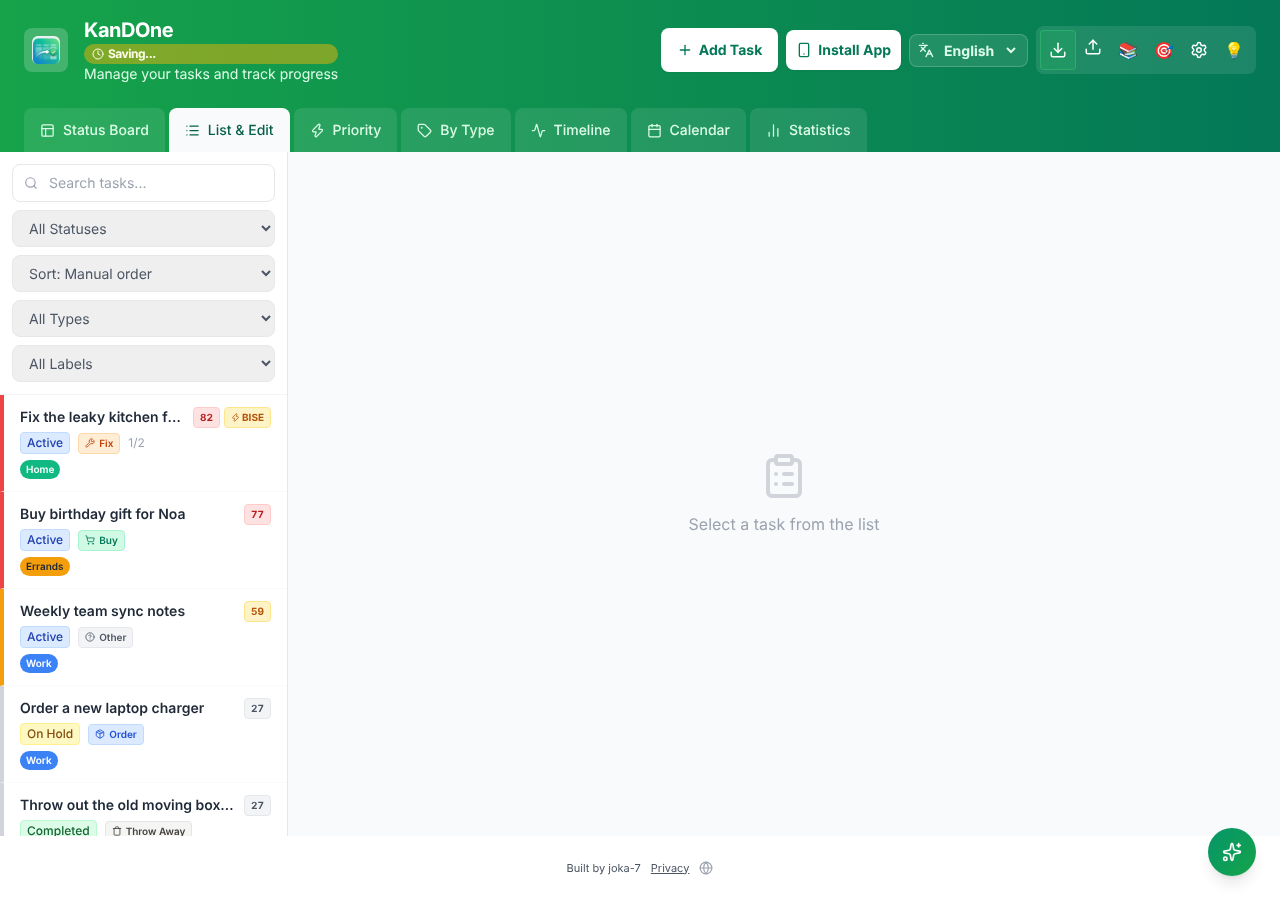 KanDOne
Saving...
Manage your tasks and track progress
Add Task
Install App
English
Status Board
List & Edit
Priority
By Type
Timeline
Calendar
Statistics
Search tasks...
All Statuses
Sort: Manual order
All Types
All Labels
Fix the leaky kitchen f... 82 BISE
Active Fix 1/2
Home
Buy birthday gift for Noa 77
Active Buy
Errands
Weekly team sync notes 59
Active Other
Work
Order a new laptop charger 27
On Hold Order
Work
Throw out the old moving box... 27
Completed Throw Away
Select a task from the list
Built by joka-7 Privacy